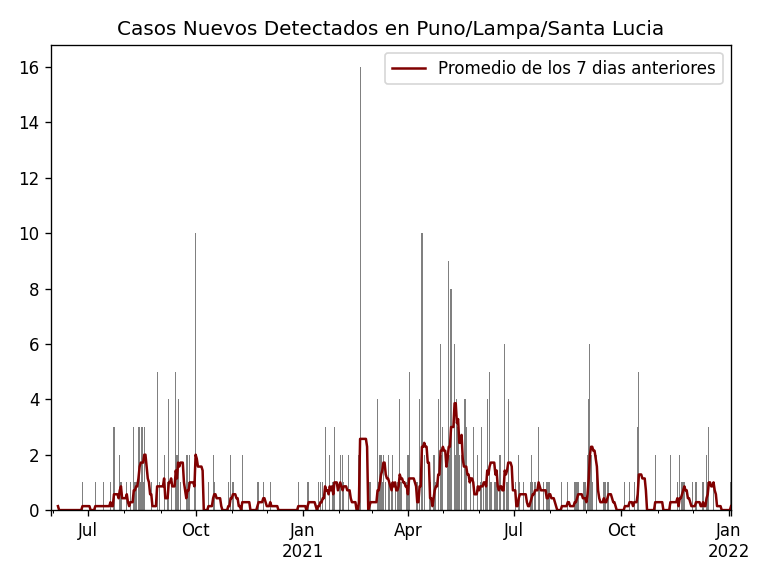 Casos Nuevos Detectados en Puno/Lampa/Santa Lucia
Promedio de los 7 dias anteriores
16
14
12
10
8
6
4
2
0
Jul
Oct
Jan
2021
Apr
Jul
Oct
Jan
2022